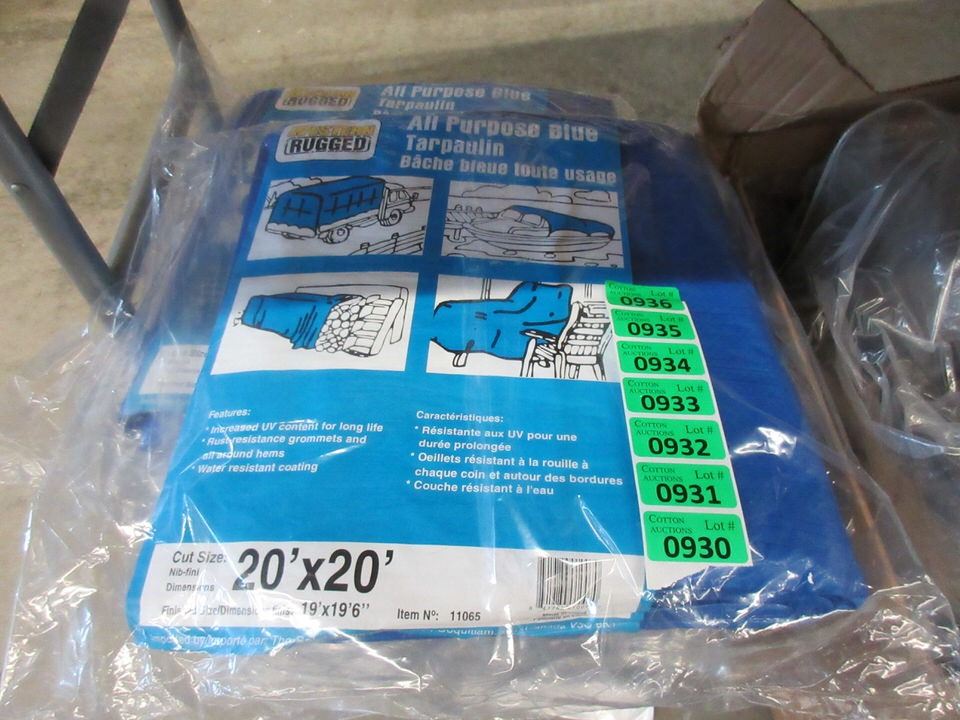 RUGGED
All Purpose Blue
Tarpaulin
RUGGED
All Purpose Blue
Tarpaulin
Bâche bleue toute usage
Features:
* Increased UV content for long life
* Rust resistance grommets and
all around hems
* Water resistant coating
Caractéristiques:
* Résistante aux UV pour une
durée prolongée
* Oeillets résistant à la rouille à
chaque coin et autour des bordures
* Couche résistant à l'eau
Cut Size:
Nib-fini
Dimensions
20'x20'
19'x19'6"
Item Nº: 11065
COTTON AUCTIONS Lot #
0936
COTTON AUCTIONS Lot #
0935
COTTON AUCTIONS Lot #
0934
COTTON AUCTIONS Lot #
0933
COTTON AUCTIONS Lot #
0932
COTTON AUCTIONS Lot #
0931
COTTON AUCTIONS Lot #
0930